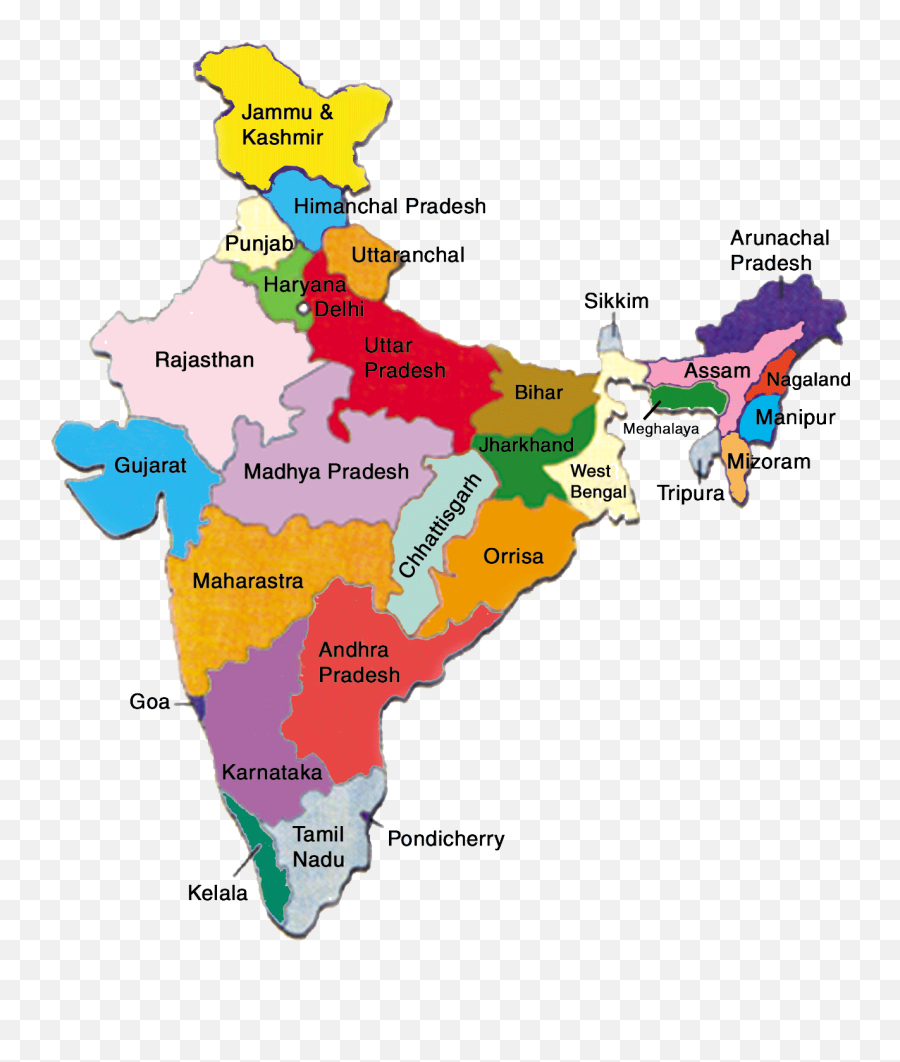 Jammu &
Kashmir
Himanchal Pradesh
Punjab
Uttaranchal
Haryana
Delhi
Arunachal
Pradesh
Sikkim
Rajasthan
Uttar
Pradesh
Bihar
Assam
Nagaland
Meghalaya
Manipur
Gujarat
Madhya Pradesh
Jharkhand
West
Bengal
Mizoram
Tripura
Chhattisgarh
Orrisa
Maharastra
Andhra
Pradesh
Goa
Karnataka
Tamil
Nadu
Pondicherry
Kelala